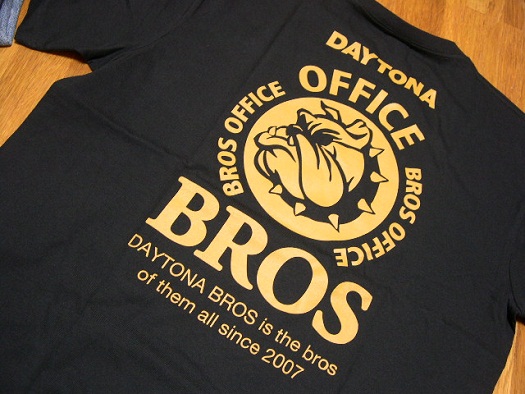 DAYTONA
OFFICE
BROS OFFICE
BROS OFFICE
BROS
DAYTONA BROS is the bros
of them all since 2007